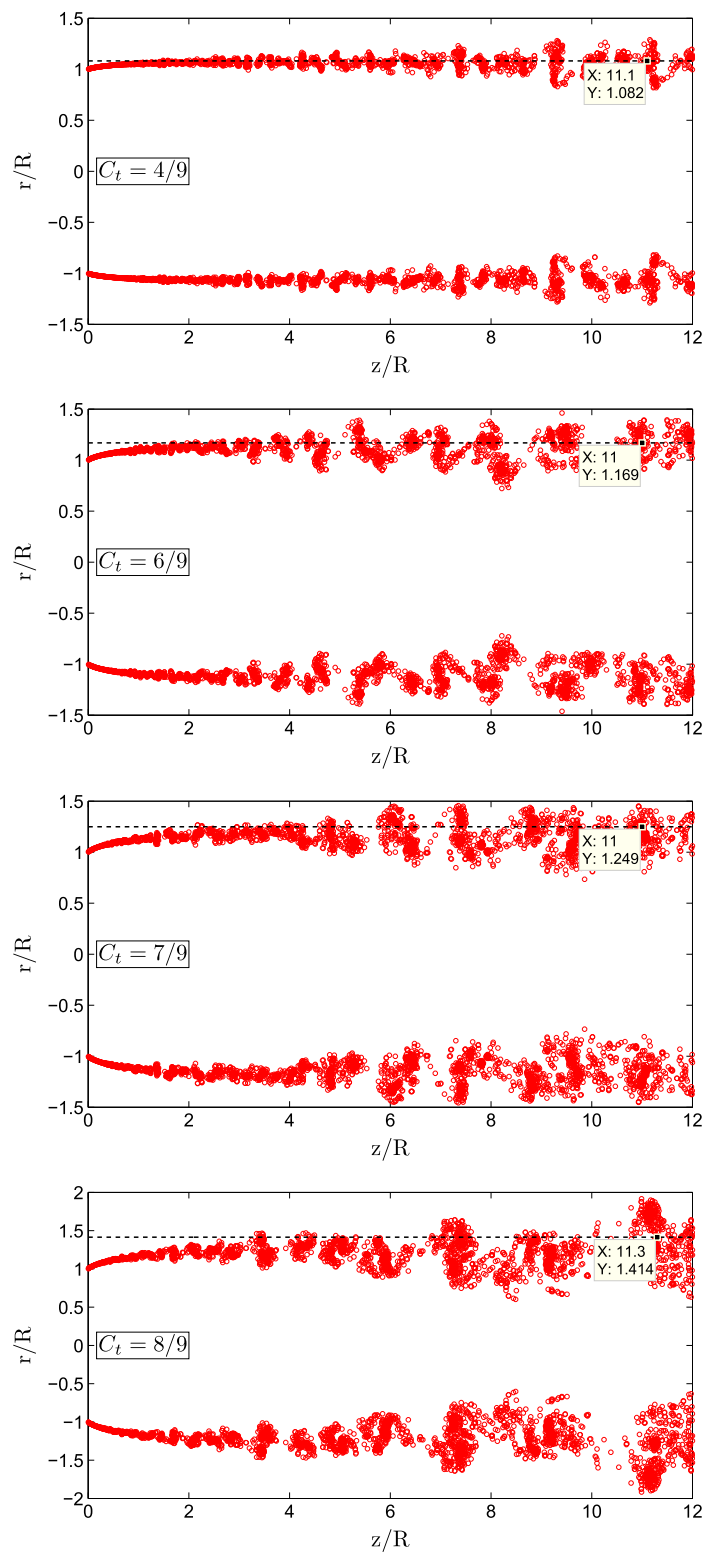 1.5
1
0.5
0
−0.5
−1
−1.5
r/R
C_t = 4/9
X: 11.1
Y: 1.082
0 2 4 6 8 10 12
z/R
1.5
1
0.5
0
−0.5
−1
−1.5
r/R
C_t = 6/9
X: 11
Y: 1.169
0 2 4 6 8 10 12
z/R
1.5
1
0.5
0
−0.5
−1
−1.5
r/R
C_t = 7/9
X: 11
Y: 1.249
0 2 4 6 8 10 12
z/R
2
1.5
1
0.5
0
−0.5
−1
−1.5
−2
r/R
C_t = 8/9
X: 11.3
Y: 1.414
0 2 4 6 8 10 12
z/R